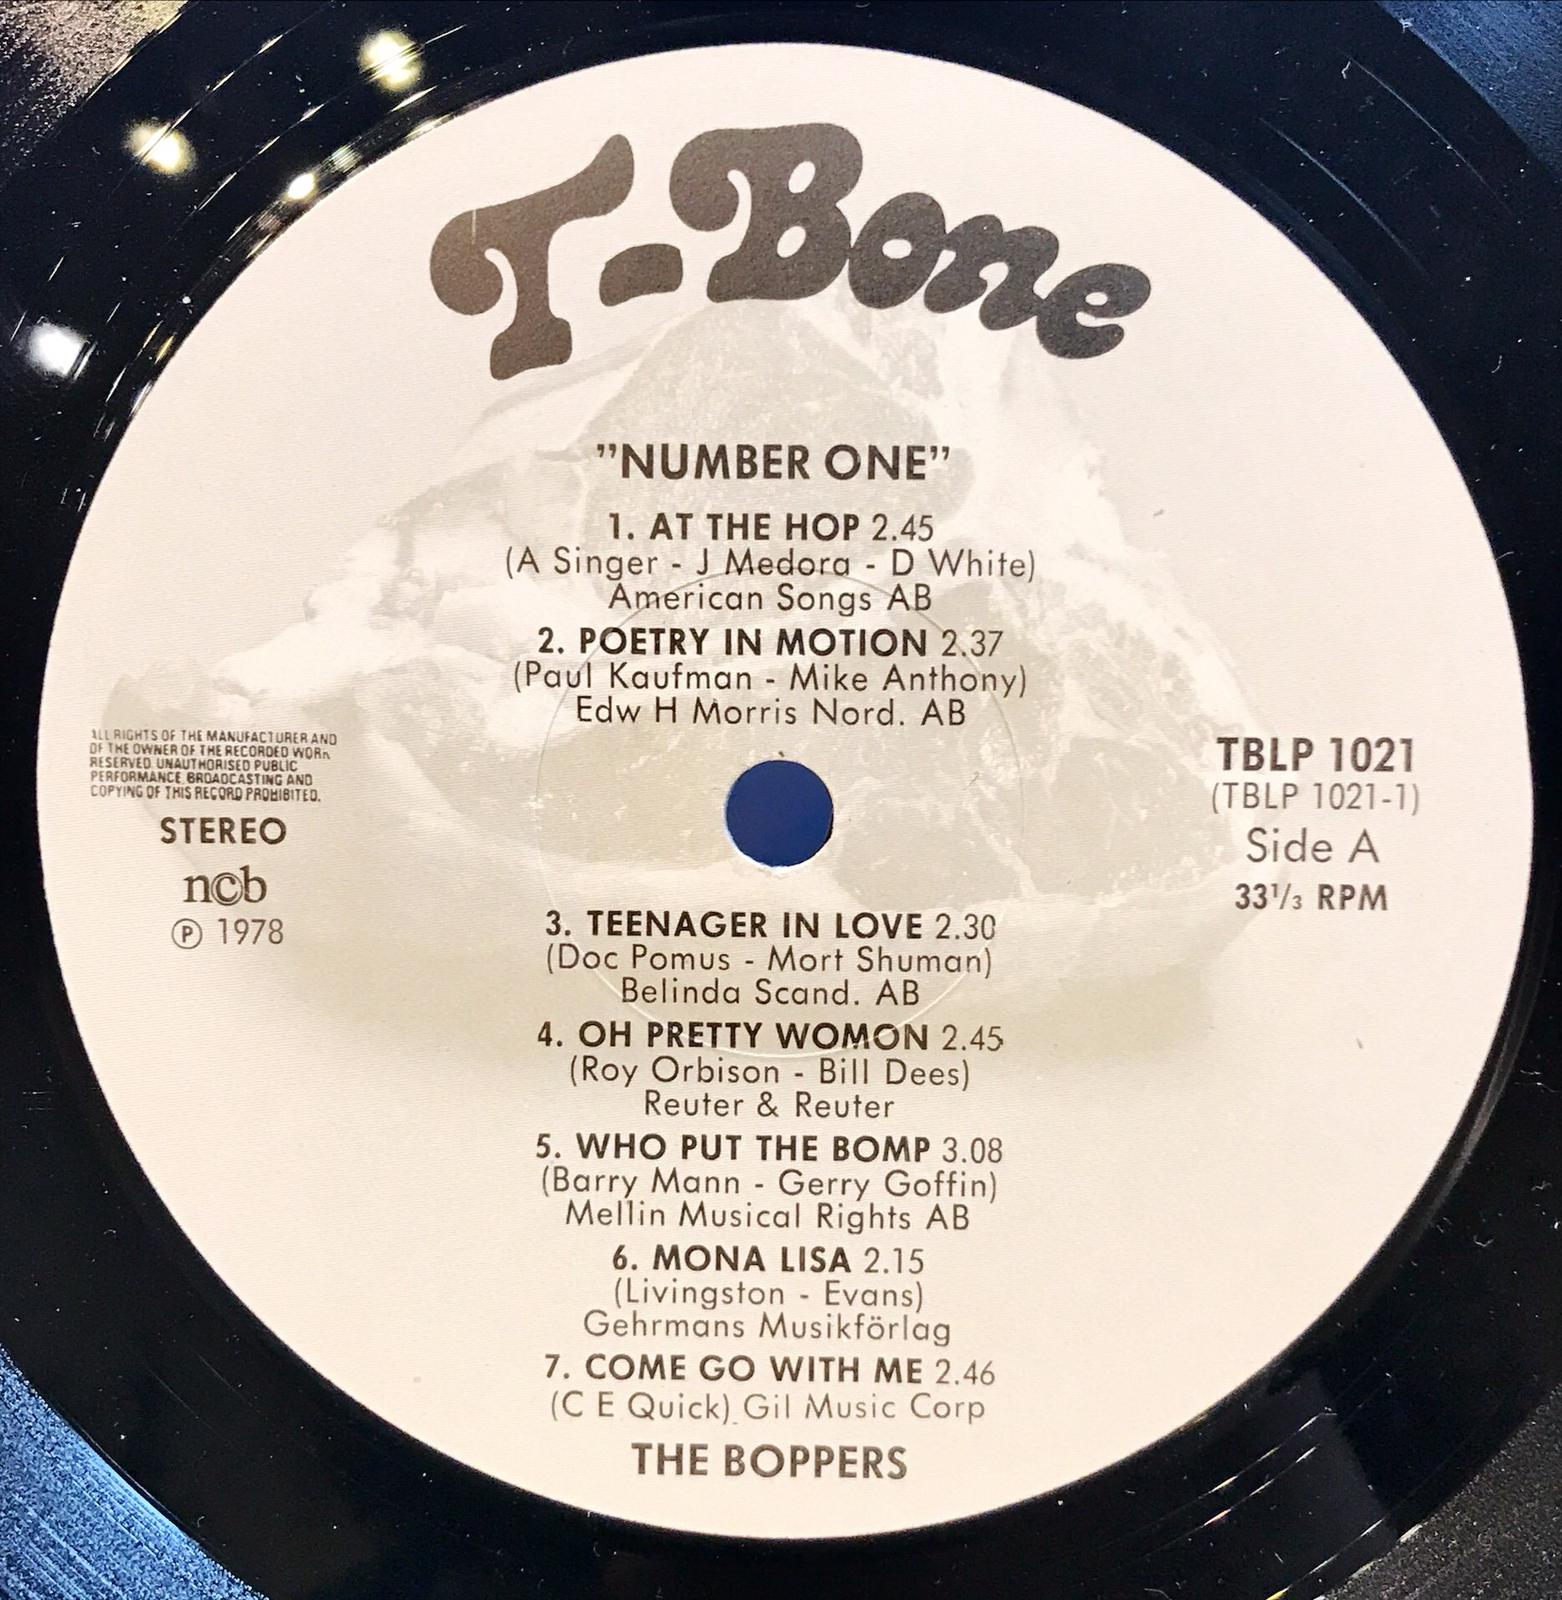 T-Bone
”NUMBER ONE”
1. AT THE HOP 2.45
(A Singer - J Medora - D White)
American Songs AB
2. POETRY IN MOTION 2.37
(Paul Kaufman - Mike Anthony)
Edw H Morris Nord. AB
ALL RIGHTS OF THE MANUFACTURER AND
OF THE OWNER OF THE RECORDED WORK
RESERVED. UNAUTHORISED PUBLIC
PERFORMANCE, BROADCASTING AND
COPYING OF THIS RECORD PROHIBITED.
STEREO
n©b
℗ 1978
TBLP 1021
(TBLP 1021-1)
Side A
33¹/₃ RPM
3. TEENAGER IN LOVE 2.30
(Doc Pomus - Mort Shuman)
Belinda Scand. AB
4. OH PRETTY WOMON 2.45
(Roy Orbison - Bill Dees)
Reuter & Reuter
5. WHO PUT THE BOMP 3.08
(Barry Mann - Gerry Goffin)
Mellin Musical Rights AB
6. MONA LISA 2.15
(Livingston - Evans)
Gehrmans Musikförlag
7. COME GO WITH ME 2.46
(C E Quick) Gil Music Corp
THE BOPPERS